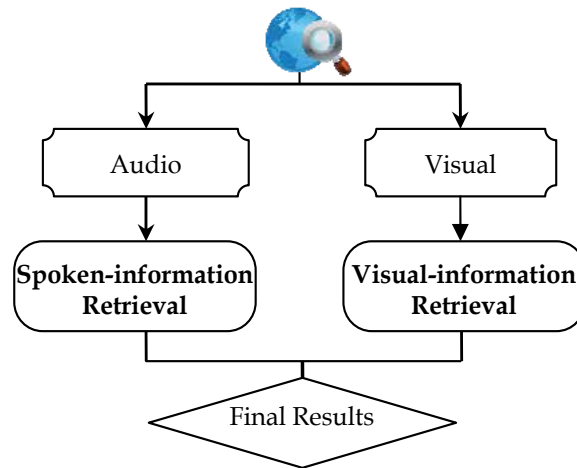 Audio
Visual
Spoken-information
Retrieval
Visual-information
Retrieval
Final Results